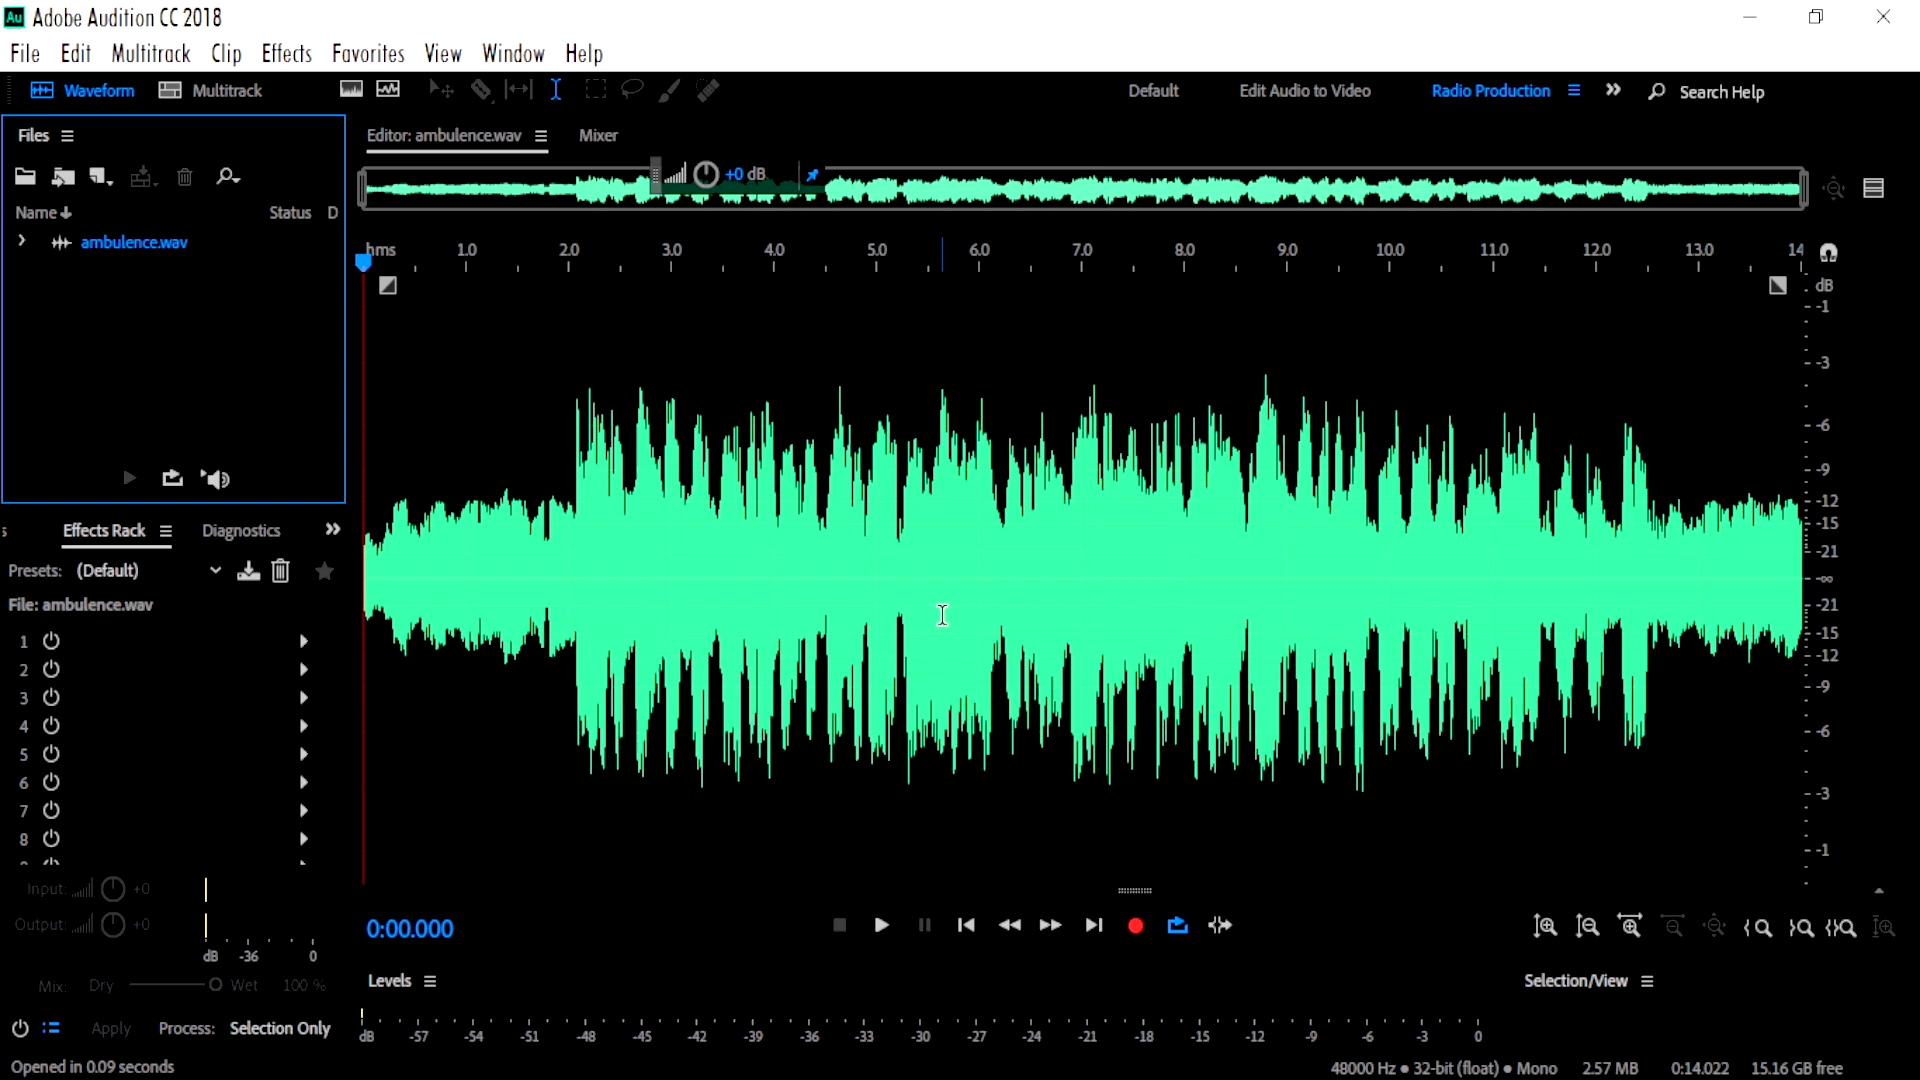 Au Adobe Audition CC 2018
File Edit Multitrack Clip Effects Favorites View Window Help
Waveform Multitrack Default Edit Audio to Video Radio Production Search Help
Files Editor: ambulence.wav Mixer
+0 dB
Name Status D
ambulence.wav
hms 1.0 2.0 3.0 4.0 5.0 6.0 7.0 8.0 9.0 10.0 11.0 12.0 13.0 14
dB
-1
-3
-6
-9
-12
-15
-21
-∞
-21
-15
-12
-9
-6
-3
-1
Effects Rack Diagnostics
Presets: (Default)
File: ambulence.wav
1
2
3
4
5
6
7
8
Input: +0
Output: +0
dB -36 0
Mix: Dry Wet 100 %
Apply Process: Selection Only
0:00.000
Levels Selection/View
dB -57 -54 -51 -48 -45 -42 -39 -36 -33 -30 -27 -24 -21 -18 -15 -12 -9 -6 -3 0
Opened in 0.09 seconds 48000 Hz • 32-bit (float) • Mono 2.57 MB 0:14.022 15.16 GB free